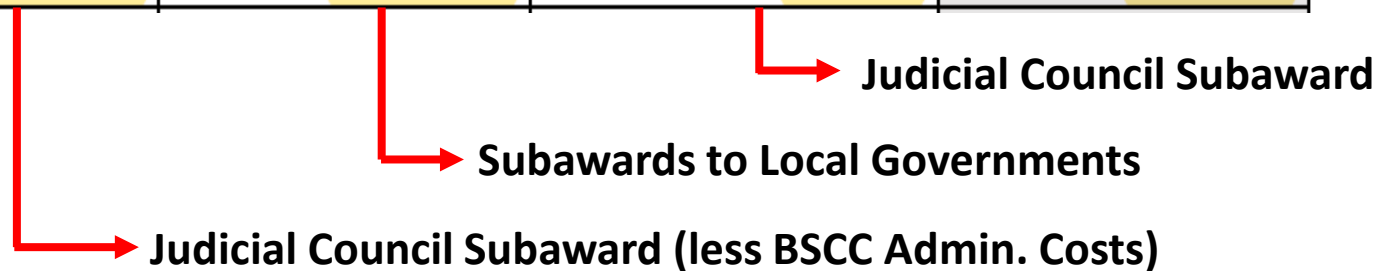 Judicial Council Subaward
Subawards to Local Governments
Judicial Council Subaward (less BSCC Admin. Costs)